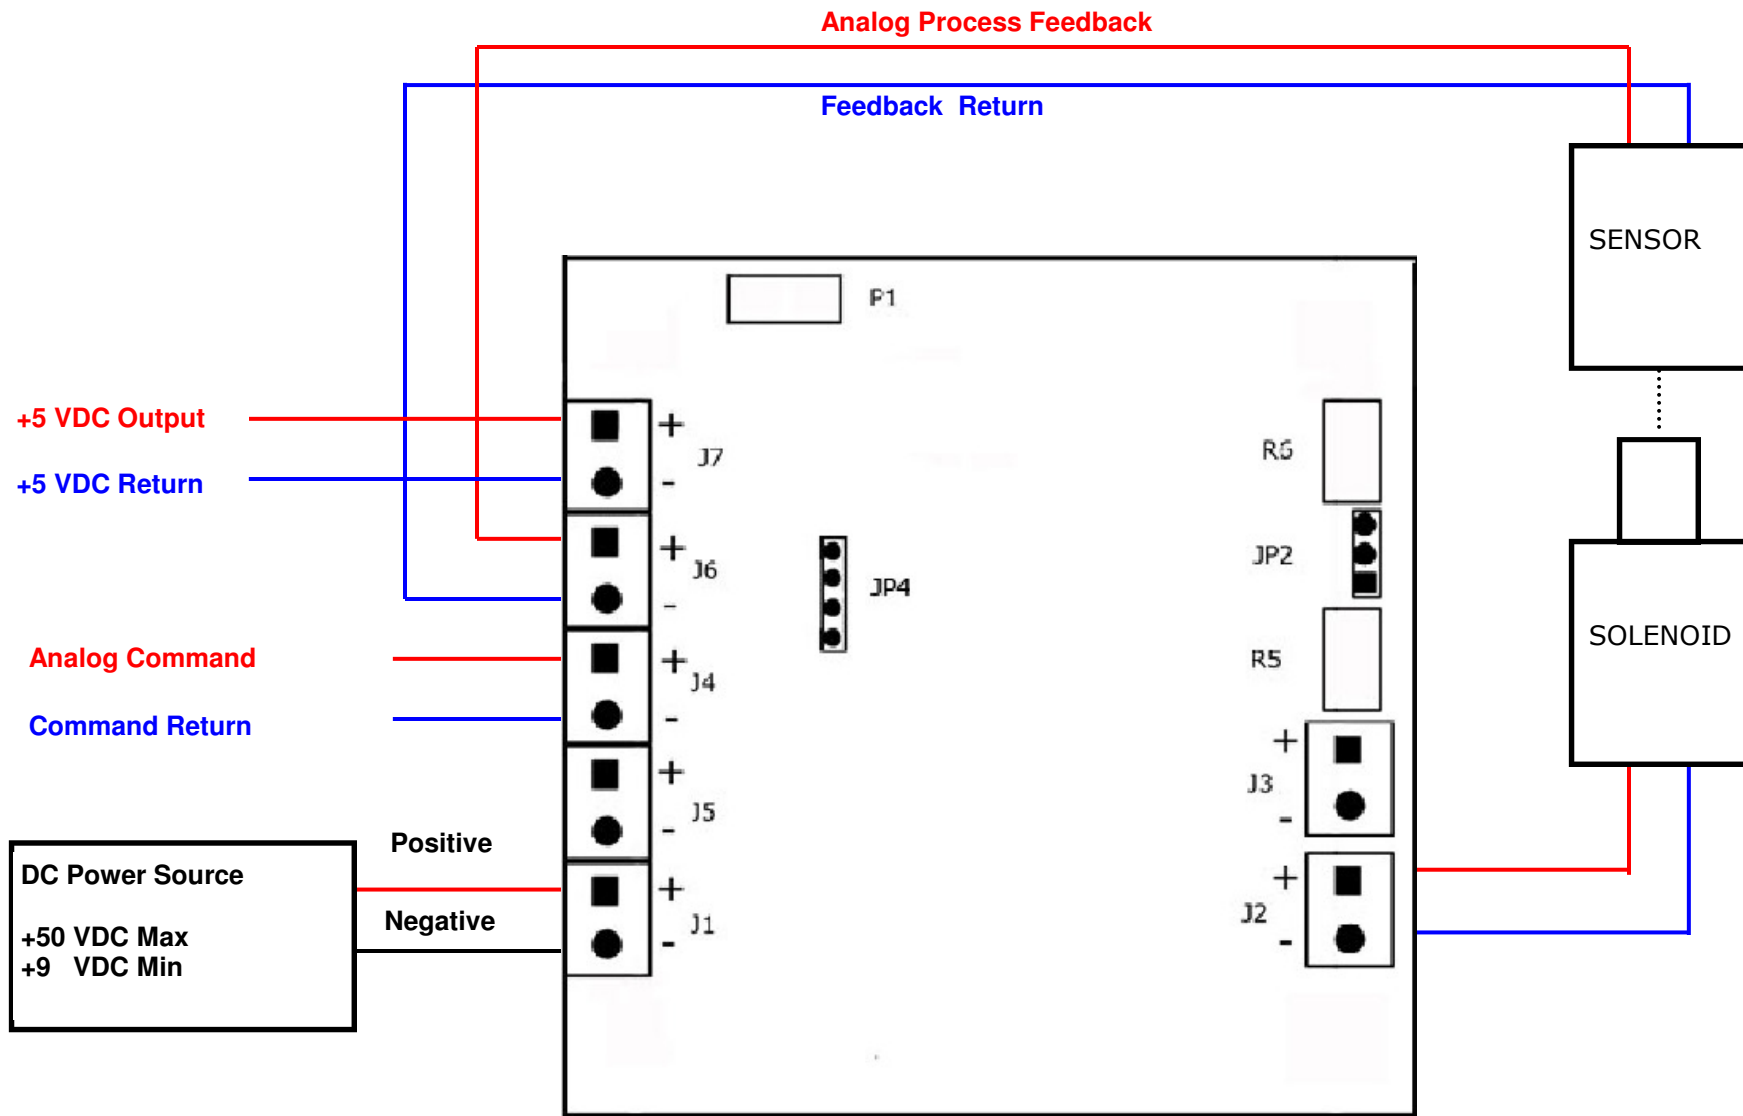 Analog Process Feedback
Feedback Return
SENSOR
P1
+5 VDC Output
+
J7
R6
+5 VDC Return
-
+
J6
JP2
-
JP4
Analog Command
+
J4
R5
SOLENOID
Command Return
-
+
+
J5
J3
-
-
Positive
DC Power Source
+
+
Negative
J1
J2
+50 VDC Max
-
-
+9 VDC Min